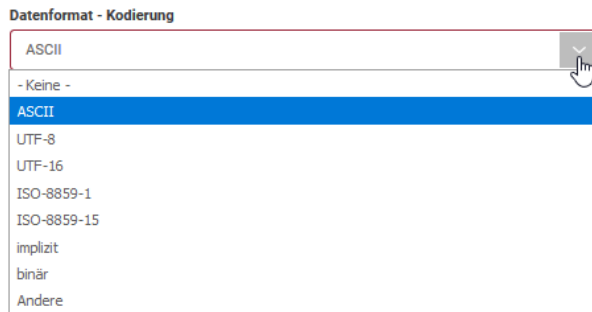 Datenformat - Kodierung
ASCII
- Keine -
ASCII
UTF-8
UTF-16
ISO-8859-1
ISO-8859-15
implizit
binär
Andere